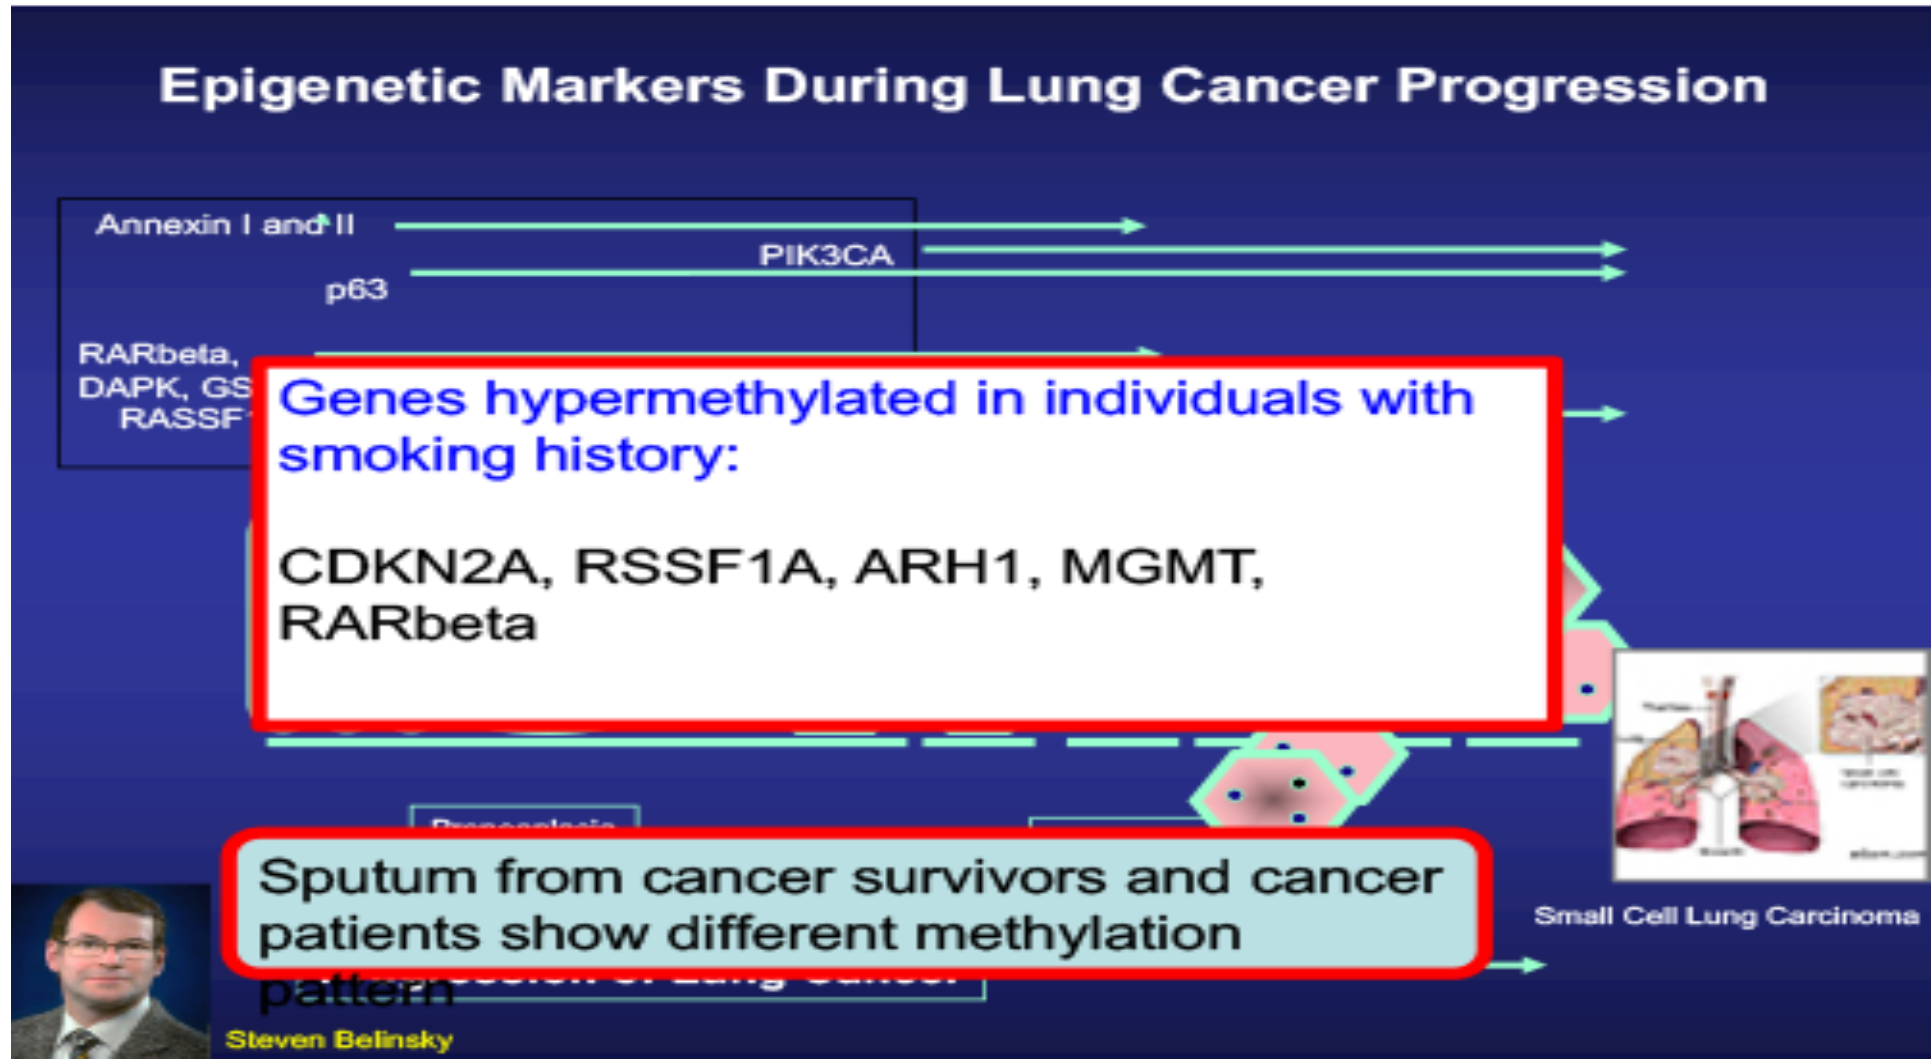 Epigenetic Markers During Lung Cancer Progression
Annexin I and II
PIK3CA
p63
RARbeta,
DAPK, GS
RASSF1
Genes hypermethylated in individuals with
smoking history:
CDKN2A, RSSF1A, ARH1, MGMT,
RARbeta
Sputum from cancer survivors and cancer
patients show different methylation
pattern
Small Cell Lung Carcinoma
Steven Belinsky